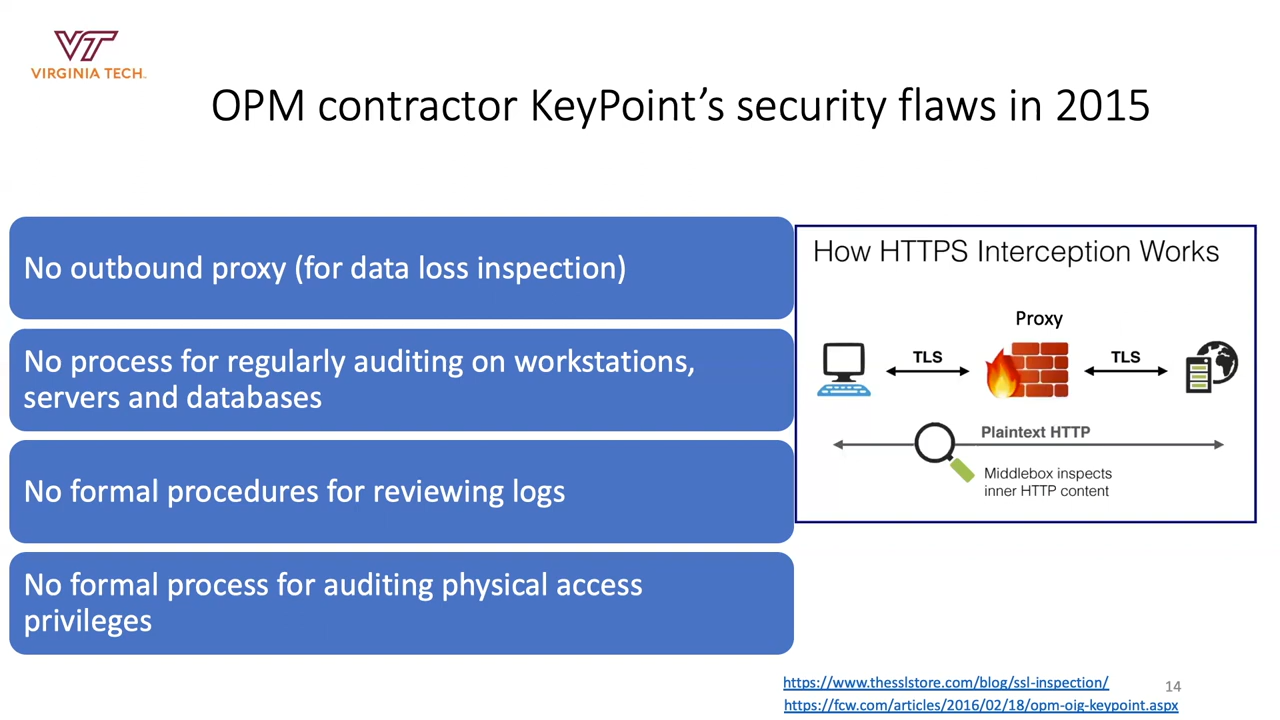 VIRGINIA TECH.
OPM contractor KeyPoint’s security flaws in 2015
No outbound proxy (for data loss inspection)
No process for regularly auditing on workstations,
servers and databases
No formal procedures for reviewing logs
No formal process for auditing physical access
privileges
How HTTPS Interception Works
Proxy
TLS
TLS
Plaintext HTTP
Middlebox inspects
inner HTTP content
https://www.thesslstore.com/blog/ssl-inspection/
14
https://fcw.com/articles/2016/02/18/opm-oig-keypoint.aspx